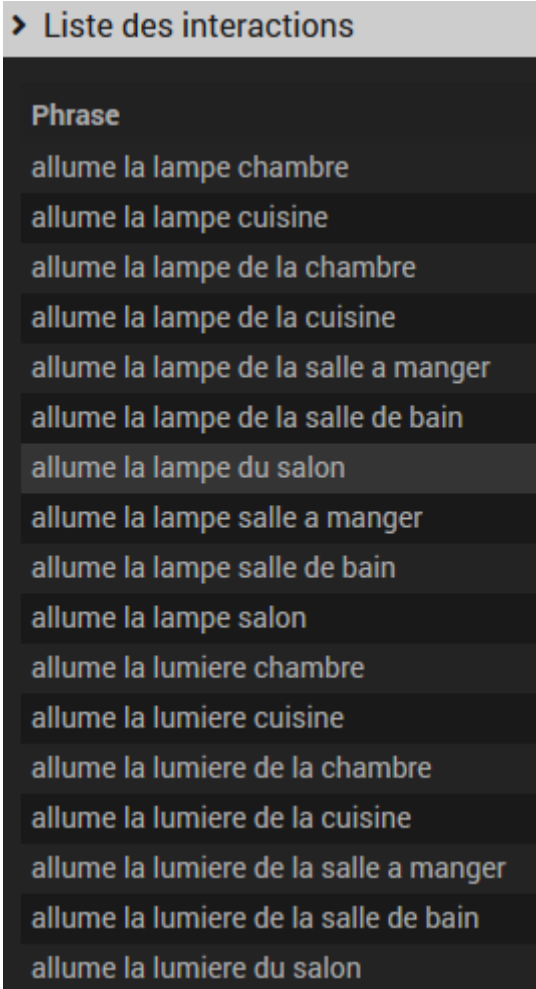 Liste des interactions
Phrase
allume la lampe chambre
allume la lampe cuisine
allume la lampe de la chambre
allume la lampe de la cuisine
allume la lampe de la salle a manger
allume la lampe de la salle de bain
allume la lampe du salon
allume la lampe salle a manger
allume la lampe salle de bain
allume la lampe salon
allume la lumiere chambre
allume la lumiere cuisine
allume la lumiere de la chambre
allume la lumiere de la cuisine
allume la lumiere de la salle a manger
allume la lumiere de la salle de bain
allume la lumiere du salon